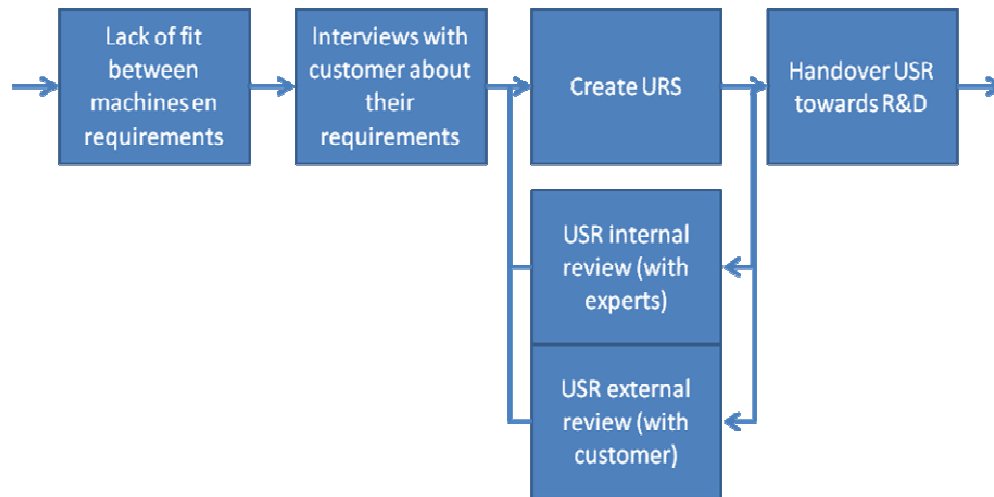 Lack of fit
between
machines en
requirements
Interviews with
customer about
their
requirements
Create URS
Handover USR
towards R&D
USR internal
review (with
experts)
USR external
review (with
customer)